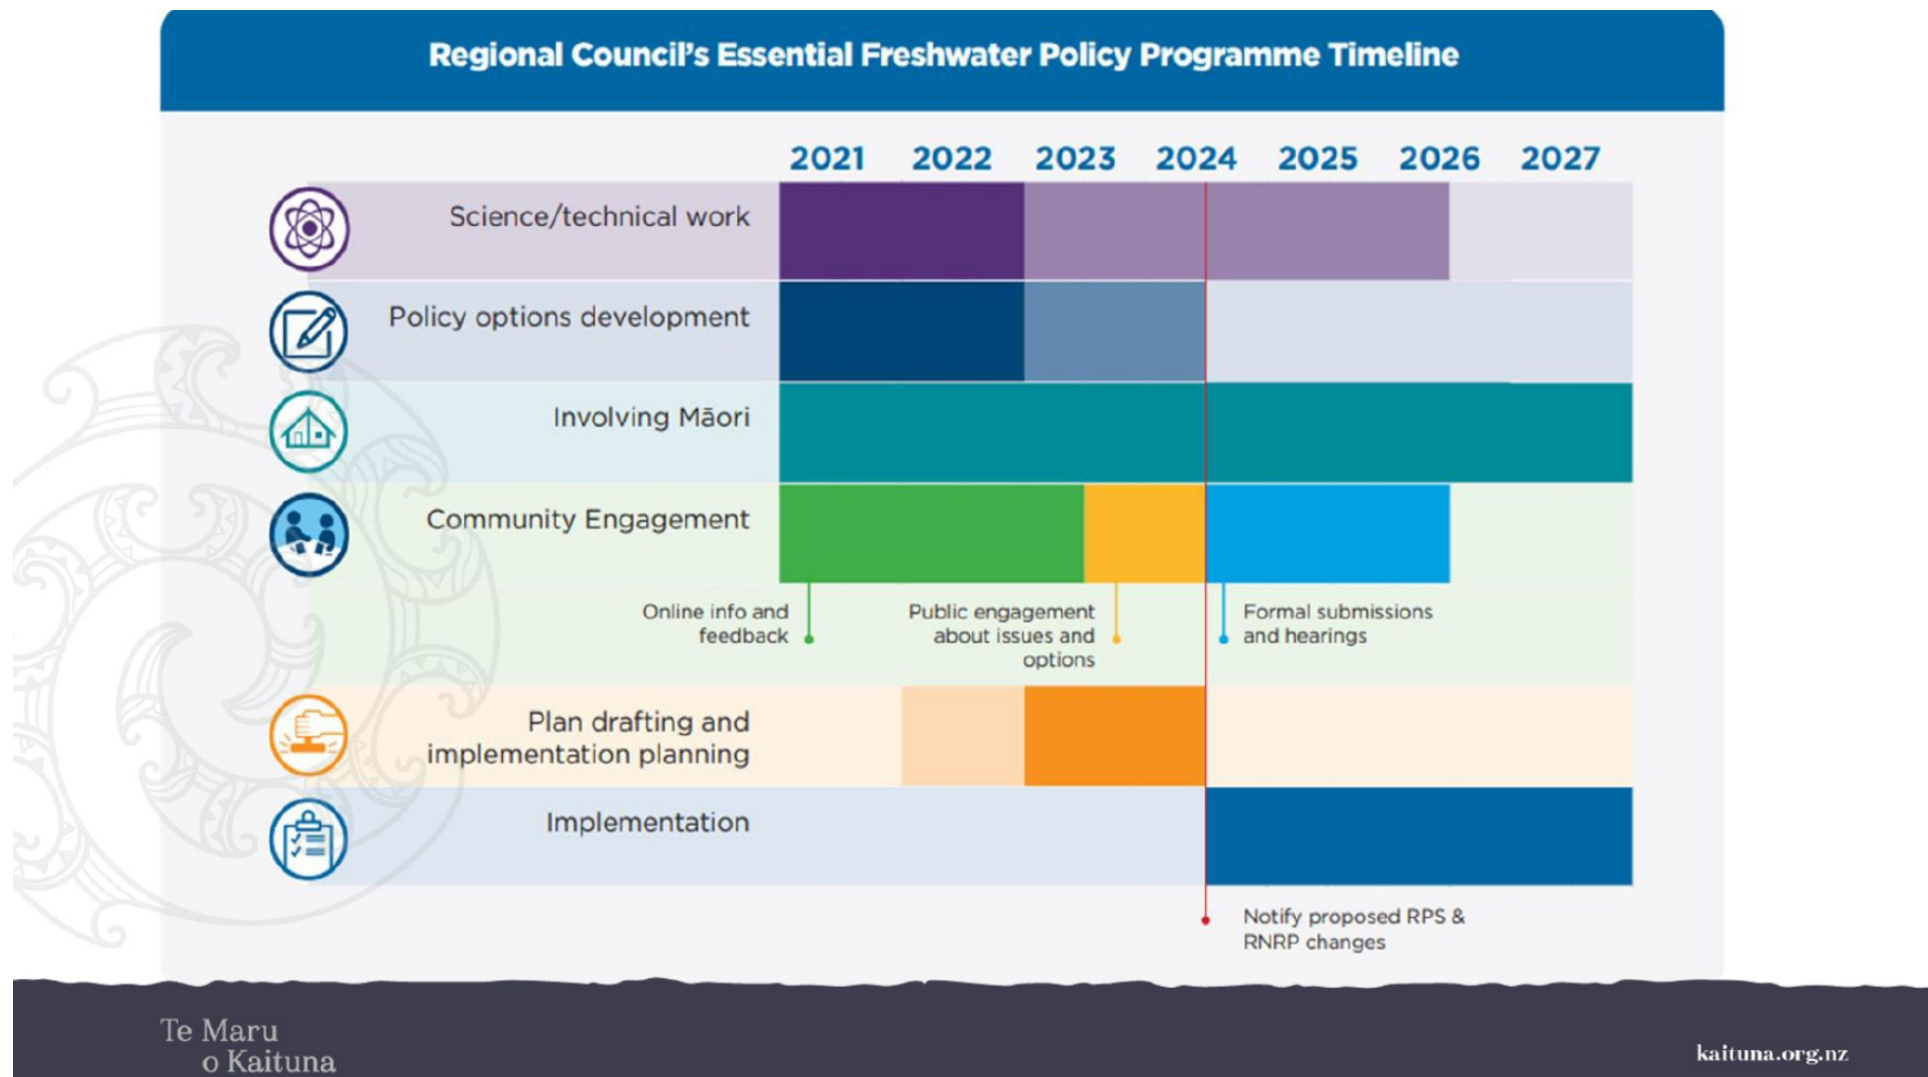 Regional Council's Essential Freshwater Policy Programme Timeline
2021 2022 2023 2024 2025 2026 2027
Science/technical work
Policy options development
Involving Māori
Community Engagement
Online info and
feedback
Public engagement
about issues and
options
Formal submissions
and hearings
Plan drafting and
implementation planning
Implementation
Notify proposed RPS &
RNRP changes
Te Maru
o Kaituna
kaituna.org.nz